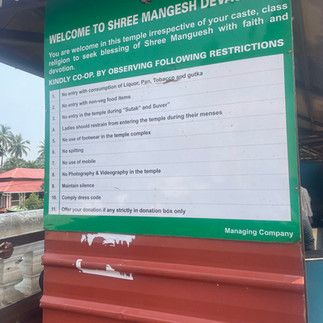 WELCOME TO SHREE MANGESH DEVA
You are welcome in this temple irrespective of your caste, class
religion to seek blessing of Shree Manguesh with faith and
devotion.
KINDLY CO-OP. BY OBSERVING FOLLOWING RESTRICTIONS
1. No entry with consumption of Liquor, Pan, Tobacco and gutka
2. No entry with non-veg food items
3. No entry in the temple during "Sutak" and Suver"
4. Ladies should restrain from entering the temple during their menses
5. No use of footwear in the temple complex
6. No spitting
7. No use of mobile
8. No Photography & Videography in the temple
9. Maintain silence
10. Comply dress code
11. Offer your donation if any strictly in donation box only
Managing Company